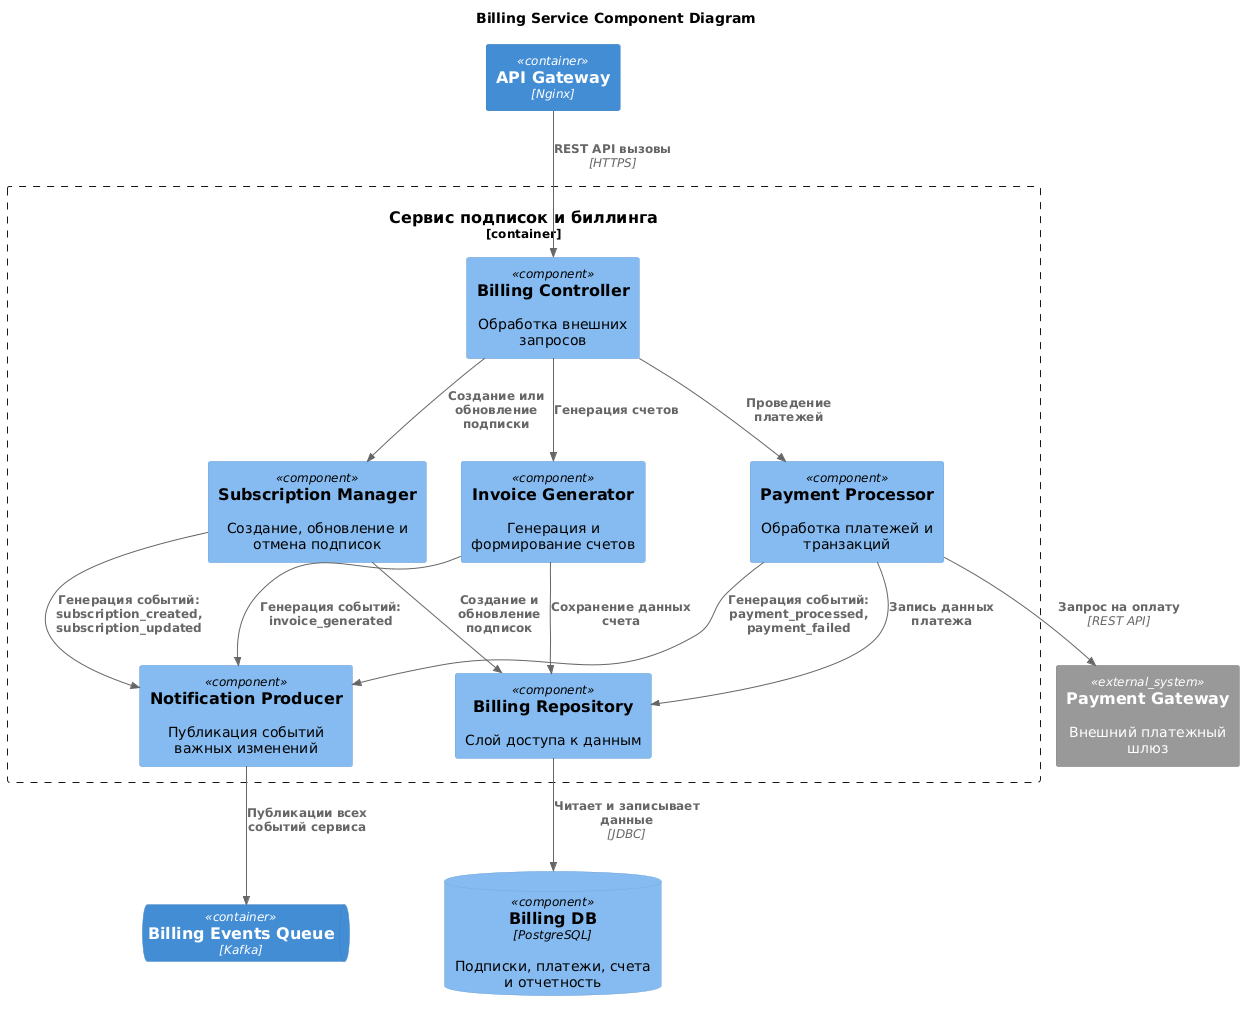 Billing Service Component Diagram
«container»
API Gateway
[Nginx]
REST API вызовы
[HTTPS]
Сервис подписок и биллинга
[container]
«component»
Billing Controller
Обработка внешних
запросов
Создание или
обновление
подписки
Генерация счетов
Проведение
платежей
«component»
Subscription Manager
Создание, обновление и
отмена подписок
«component»
Invoice Generator
Генерация и
формирование счетов
«component»
Payment Processor
Обработка платежей и
транзакций
Генерация событий:
subscription_created,
subscription_updated
Генерация событий:
invoice_generated
Создание и
обновление
подписок
Сохранение данных
счета
Генерация событий:
payment_processed,
payment_failed
Запись данных
платежа
Запрос на оплату
[REST API]
«component»
Notification Producer
Публикация событий
важных изменений
«component»
Billing Repository
Слой доступа к данным
«external_system»
Payment Gateway
Внешний платежный
шлюз
Публикации всех
событий сервиса
Читает и записывает
данные
[JDBC]
«container»
Billing Events Queue
[Kafka]
«component»
Billing DB
[PostgreSQL]
Подписки, платежи, счета
и отчетность